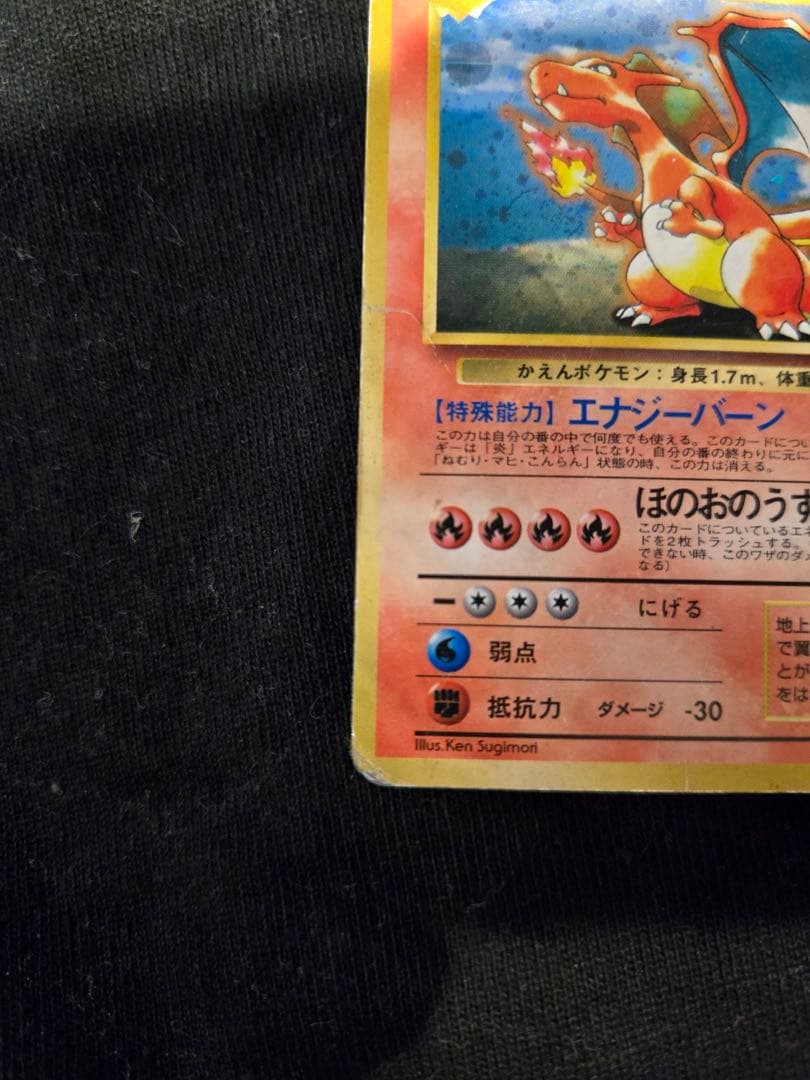 かえんポケモン：身長1.7m、体重
【特殊能力】エナジーバーン
この力は自分の番の中で何度でも使える。このカードについ
ギーは「炎」エネルギーになり、自分の番の終わりに元に
「ねむり・マヒ・こんらん」状態の時、この力は消える。
ほのおのうず
このカードについているエネ
ドを2枚トラッシュする。
できない時、このワザのダメ
なる）
にげる
地上
弱点
で翼
とが
抵抗力 ダメージ -30
をは
Illus.Ken Sugimori